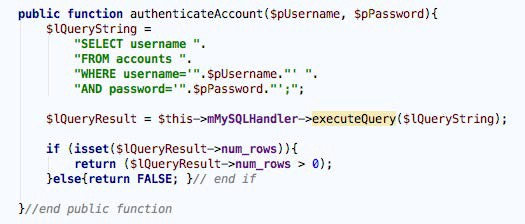 public function authenticateAccount($pUsername, $pPassword){
$lQueryString =
"SELECT username ".
"FROM accounts ".
"WHERE username='".$pUsername."' ".
"AND password='".$pPassword."';";
$lQueryResult = $this->mMySQLHandler->executeQuery($lQueryString);
if (isset($lQueryResult->num_rows)){
return ($lQueryResult->num_rows > 0);
}else{return FALSE; }// end if
}//end public function